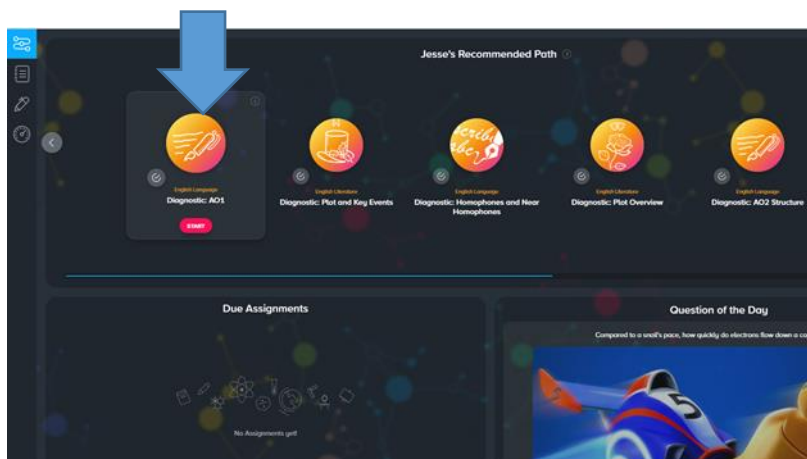 Jesse's Recommended Path
English Language
Diagnostic: AO1
START
English Literature
Diagnostic: Plot and Key Events
English Language
Diagnostic: Homophones and Near
Homophones
English Literature
Diagnostic: Plot Overview
English Language
Diagnostic: AO2 Structure
Due Assignments
No Assignments yet!
Question of the Day
Compared to a snail's pace, how quickly do electrons flow down a co
5